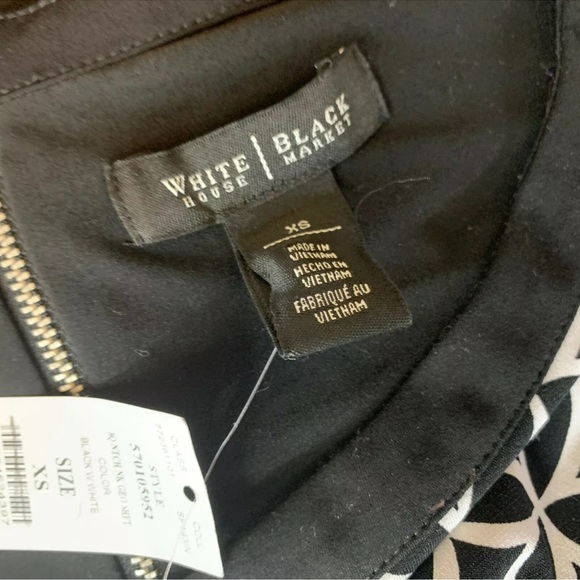 WHITE HOUSE | BLACK MARKET
XS
MADE IN
VIETNAM
HECHO EN
VIETNAM
FABRIQUÉ AU
VIETNAM
STYLE
570105952
COLOR
BLACK/WHITE
SIZE
XS